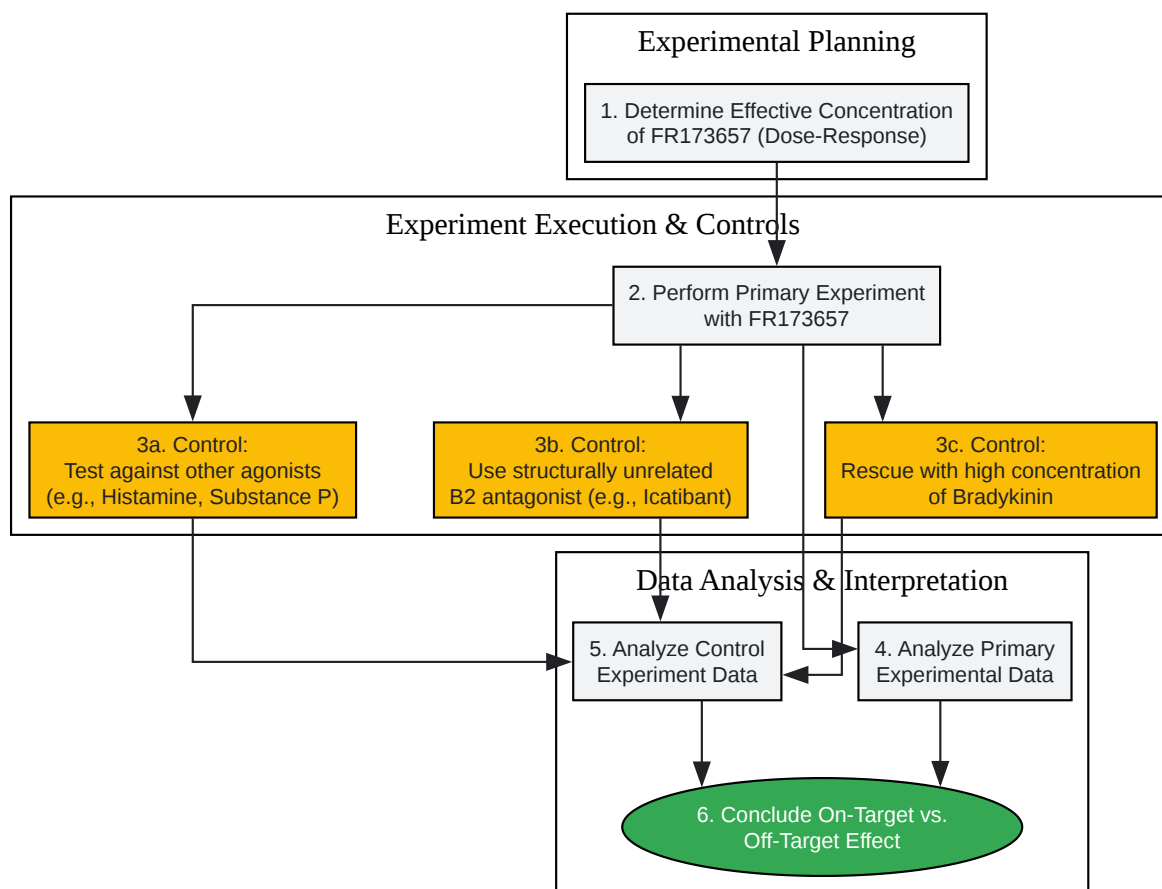 Experimental Planning
1. Determine Effective Concentration
of FR173657 (Dose-Response)
Experiment Execution & Controls
2. Perform Primary Experiment
with FR173657
3a. Control:
Test against other agonists
(e.g., Histamine, Substance P)
3b. Control:
Use structurally unrelated
B2 antagonist (e.g., Icatibant)
3c. Control:
Rescue with high concentration
of Bradykinin
Data Analysis & Interpretation
5. Analyze Control
Experiment Data
4. Analyze Primary
Experimental Data
6. Conclude On-Target vs.
Off-Target Effect